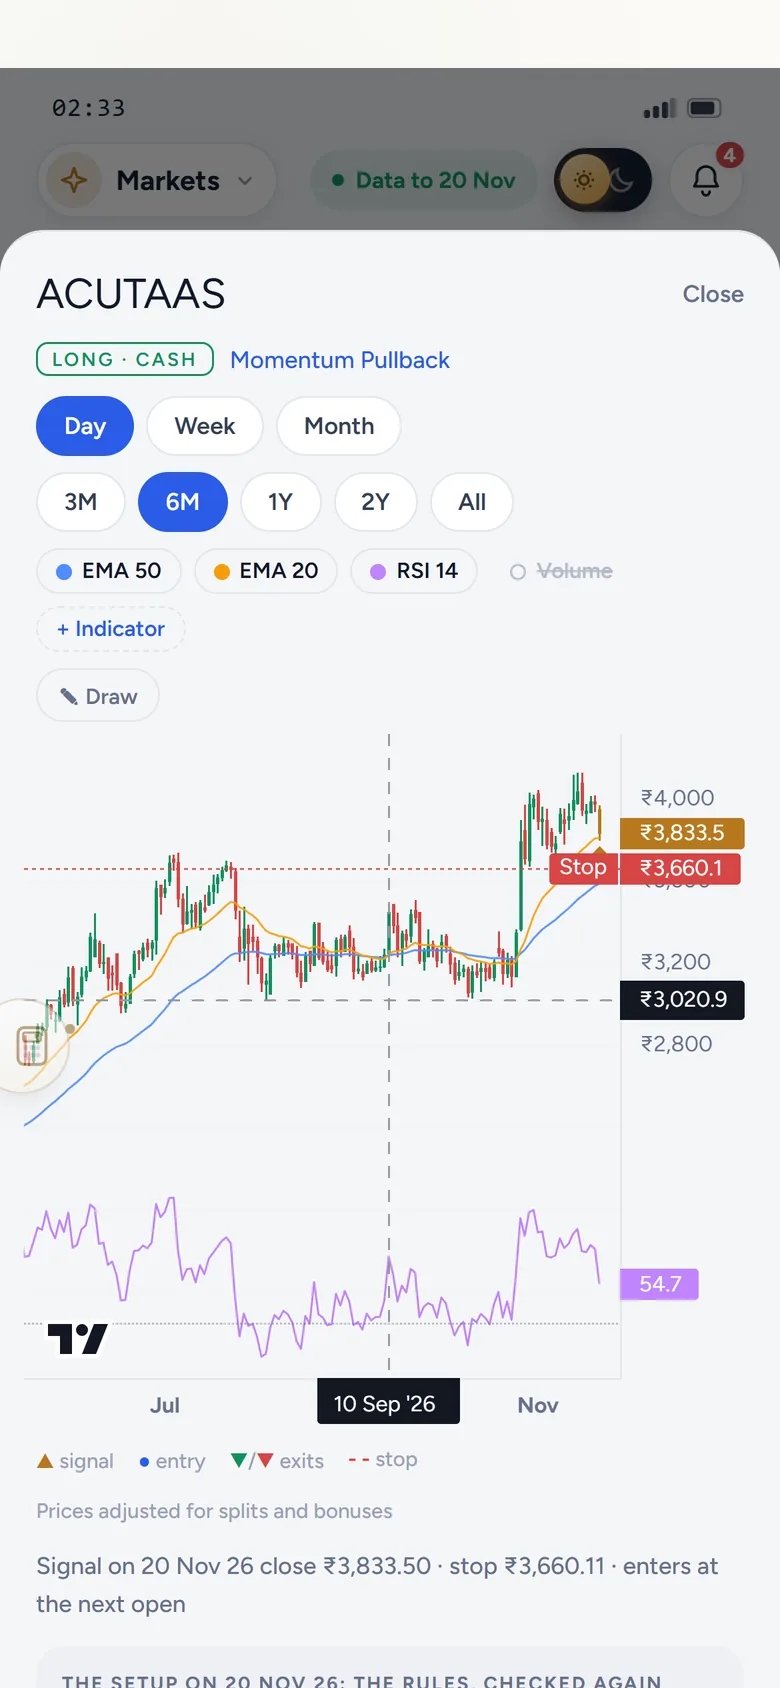 02:33
Markets
Data to 20 Nov
4
ACUTAAS
Close
LONG · CASH
Momentum Pullback
Day
Week
Month
3M
6M
1Y
2Y
All
EMA 50
EMA 20
RSI 14
Volume
+ Indicator
Draw
₹4,000
₹3,833.5
Stop
₹3,660.1
₹3,200
₹3,020.9
₹2,800
54.7
Jul
10 Sep '26
Nov
signal
entry
/
exits
stop
Prices adjusted for splits and bonuses
Signal on 20 Nov 26 close ₹3,833.50 · stop ₹3,660.11 · enters at
the next open
THE SETUP ON 20 NOV 26: THE RULES, CHECKED AGAIN